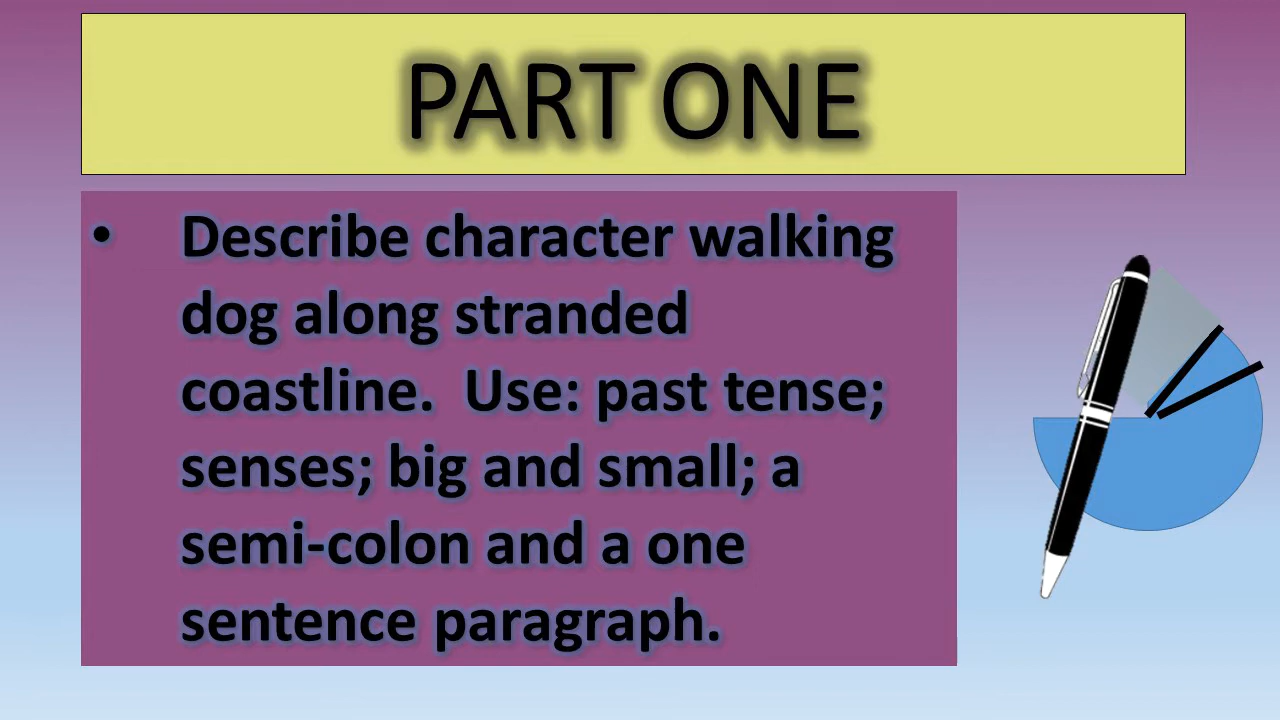 PART ONE
• Describe character walking
dog along stranded
coastline. Use: past tense;
senses; big and small; a
semi-colon and a one
sentence paragraph.